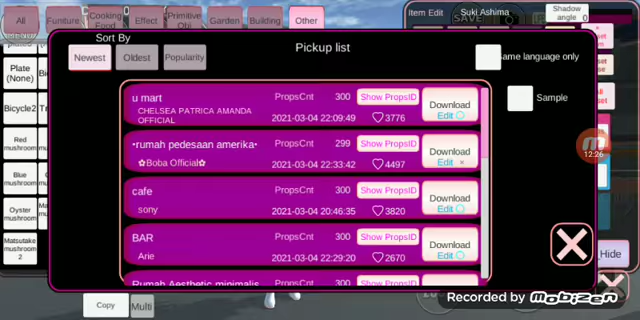 All
Furniture
Cooking
Food
Effect
Primitive
Obj
Garden
Building
Other
Item Edit
Suki Ashima
Shadow
angle
SAVE
Sort By
Pickup list
Newest
Oldest
Popularity
ame language only
Sample
Plate
(None)
Bicycle2
Red
mushroom
Blue
mushroom
Oyster
mushroom
Matsutake
mushroom
2
u mart
PropsCnt 300
Show PropsID
Download
Edit
CHELSEA PATRICA AMANDA
OFFICIAL
2021-03-04 22:09:49
♡3776
•rumah pedesaan amerika•
PropsCnt 299
Show PropsID
Download
Edit ×
✿Boba Official✿
2021-03-04 22:33:42
♡4497
cafe
PropsCnt 300
Show PropsID
Download
Edit
sony
2021-03-04 20:46:35
♡3820
BAR
PropsCnt 300
Show PropsID
Download
Edit
Arie
2021-03-04 22:29:20
♡2670
Rumah Aesthetic minimalis
PropsCnt 300
Show PropsID
12:26
Hide
Copy
Multi
Recorded by Mobizen